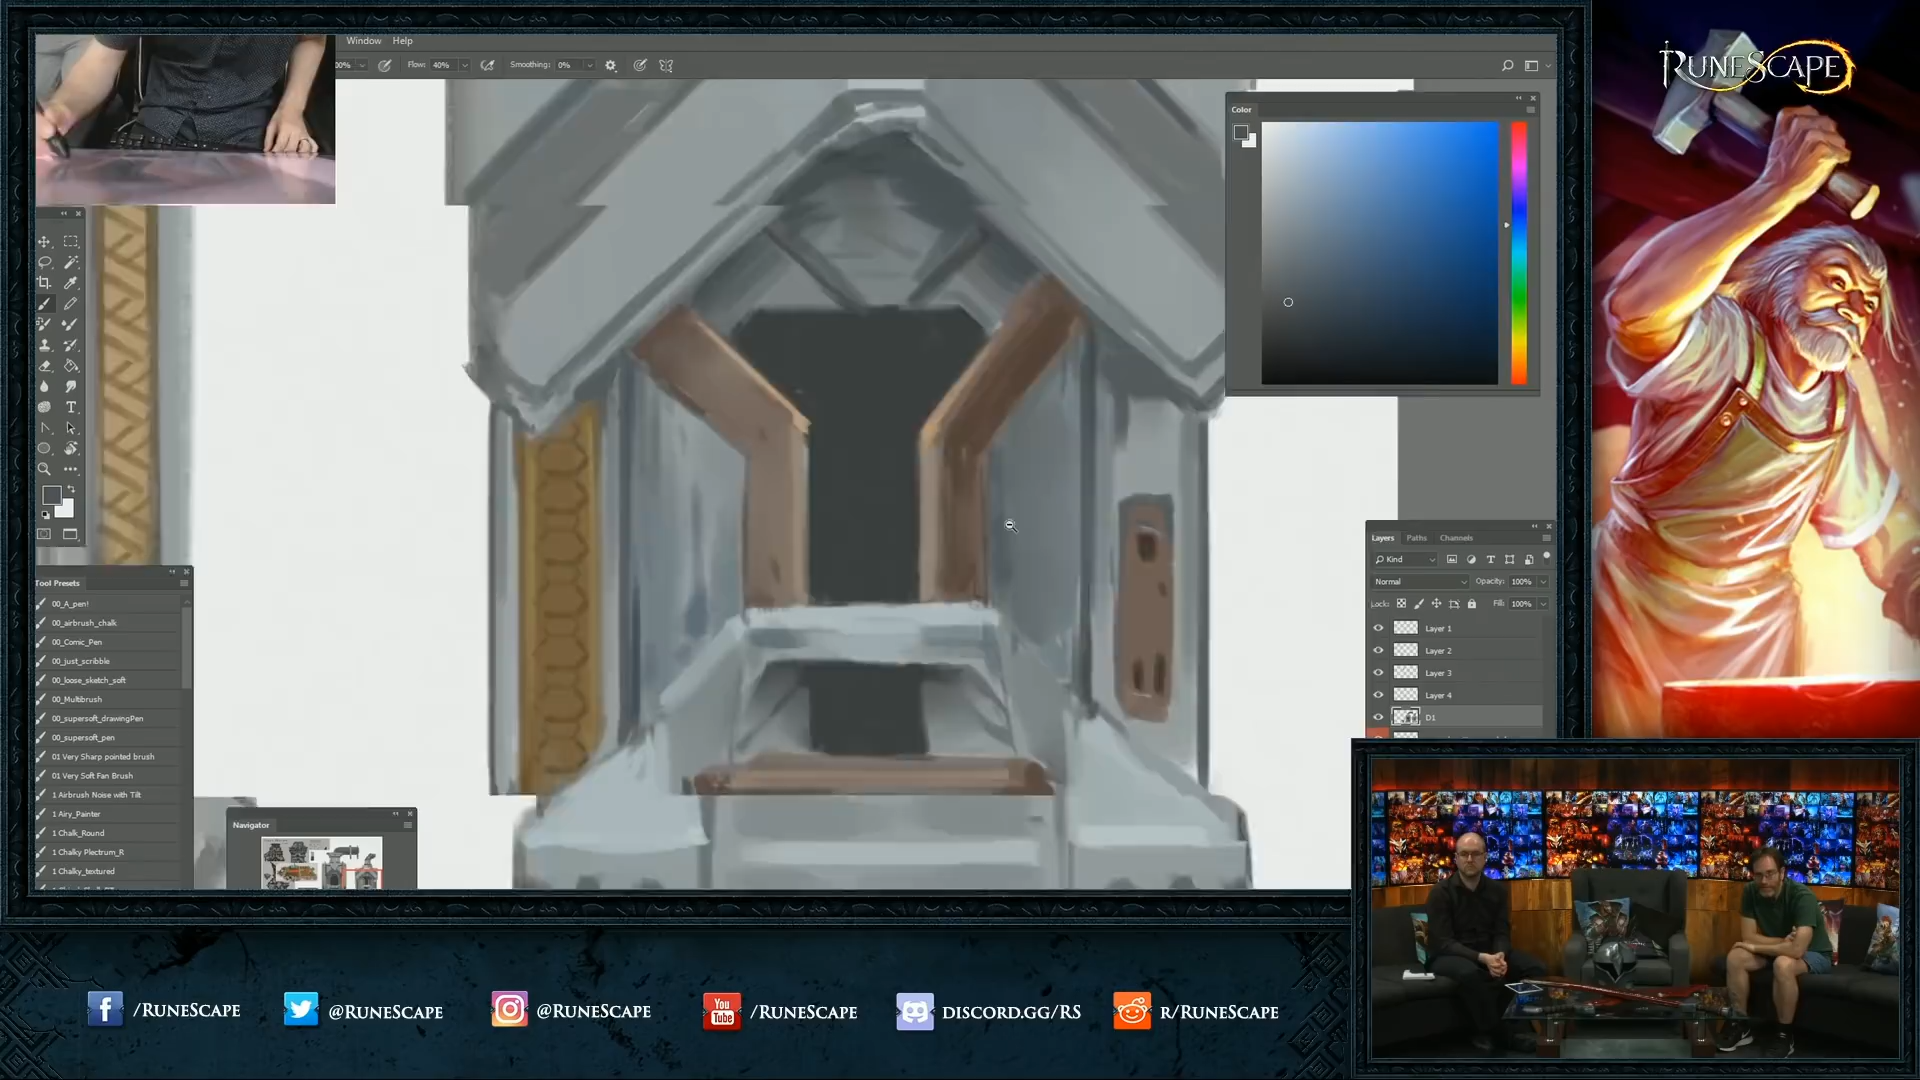 Window Help
00% Flow: 40% Smoothing: 0%
RUNESCAPE
Color
Tool Presets
00_A_pen!
00_airbrush_chalk
00_Comic_Pen
00_just_scribble
00_loose_sketch_soft
00_Multibrush
00_supersoft_drawingPen
00_supersoft_pen
01 Very Sharp pointed brush
01 Very Soft Fan Brush
1 Airbrush Noise with Tilt
1 Airy_Painter
1 Chalk_Round
1 Chalky Plectrum_R
1 Chalky_textured
Navigator
Layers Paths Channels
Kind
Normal Opacity: 100%
Lock: Fill: 100%
Layer 1
Layer 2
Layer 3
Layer 4
D1
/RUNESCAPE
@RUNESCAPE
@RUNESCAPE
You Tube
/RUNESCAPE
DISCORD.GG/RS
R/RUNESCAPE